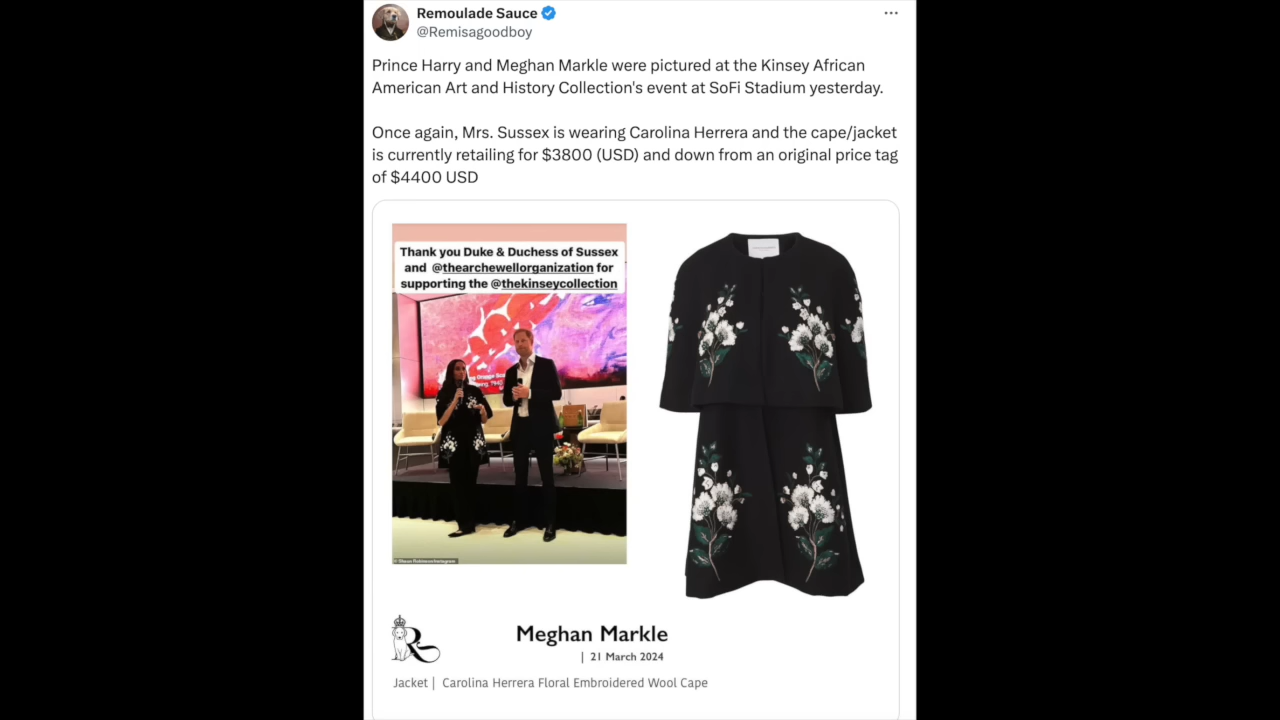 Remoulade Sauce
@Remisagoodboy
Prince Harry and Meghan Markle were pictured at the Kinsey African
American Art and History Collection's event at SoFi Stadium yesterday.
Once again, Mrs. Sussex is wearing Carolina Herrera and the cape/jacket
is currently retailing for $3800 (USD) and down from an original price tag
of $4400 USD
Thank you Duke & Duchess of Sussex
and @thearchewellorganization for
supporting the @thekinseycollection
R
Meghan Markle
| 21 March 2024
Jacket | Carolina Herrera Floral Embroidered Wool Cape